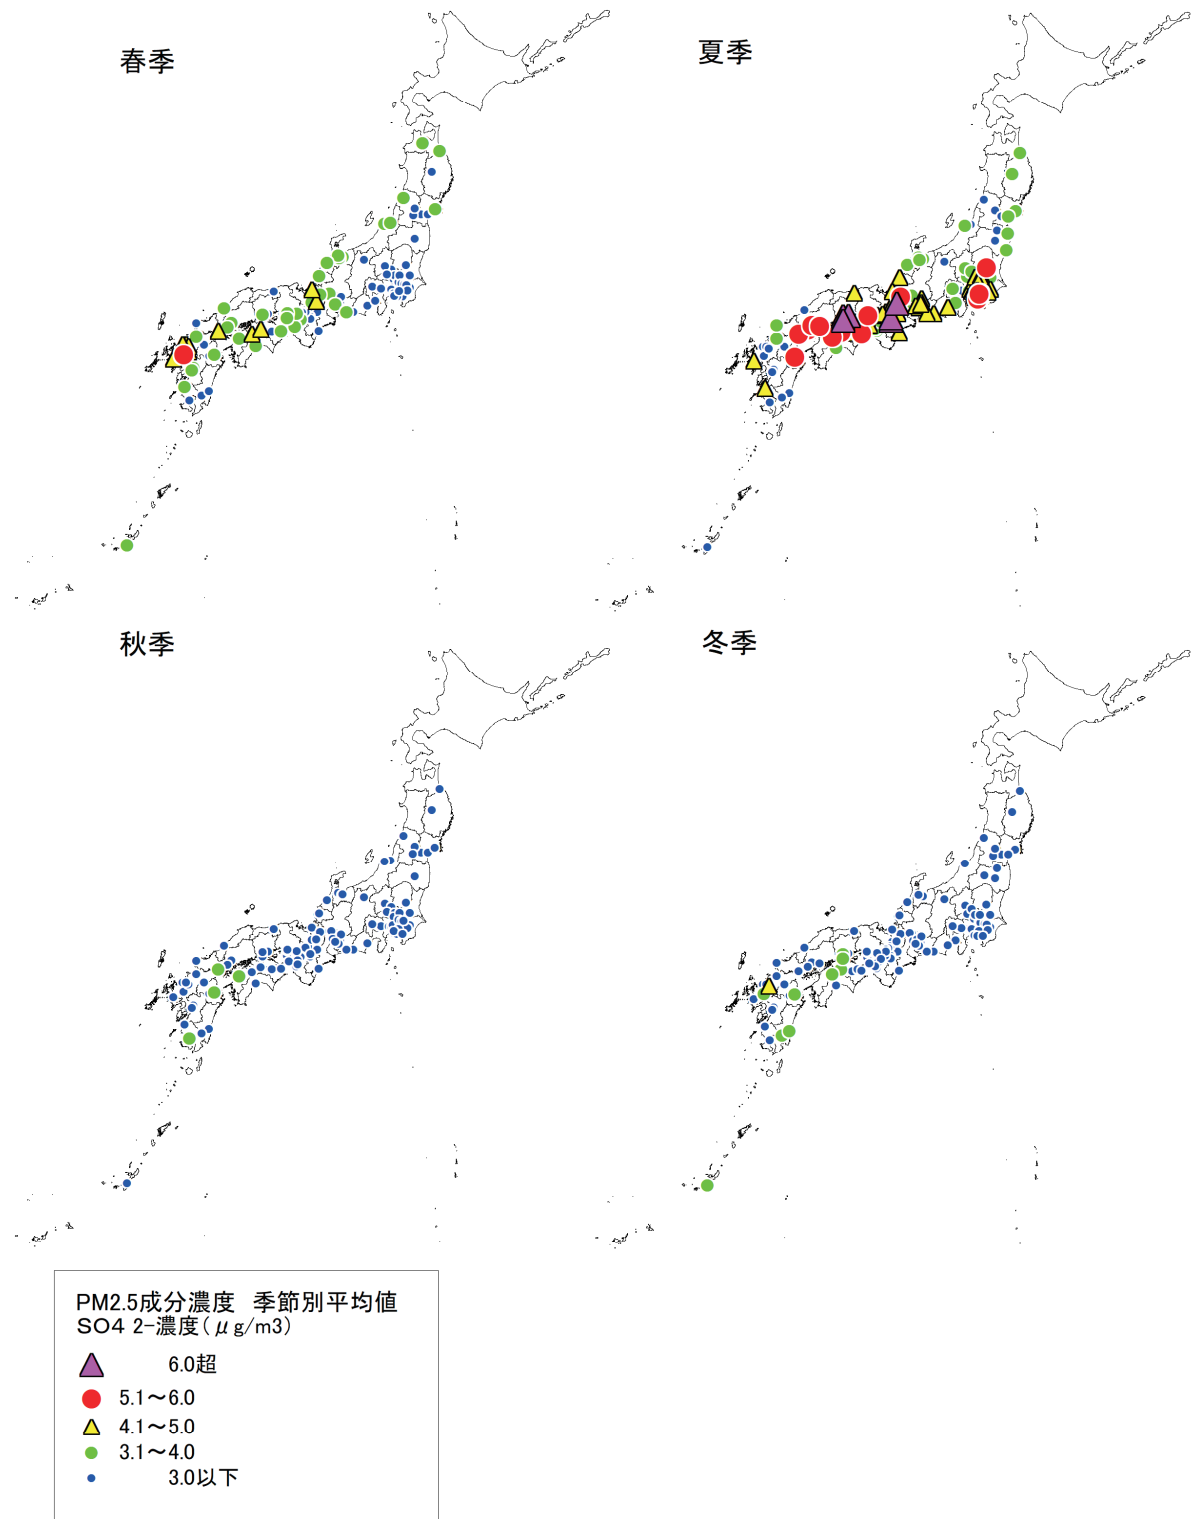 春季
夏季
秋季
冬季
PM2.5成分濃度 季節別平均値
SO4 2-濃度(μg/m3)
6.0超
5.1～6.0
4.1～5.0
3.1～4.0
3.0以下